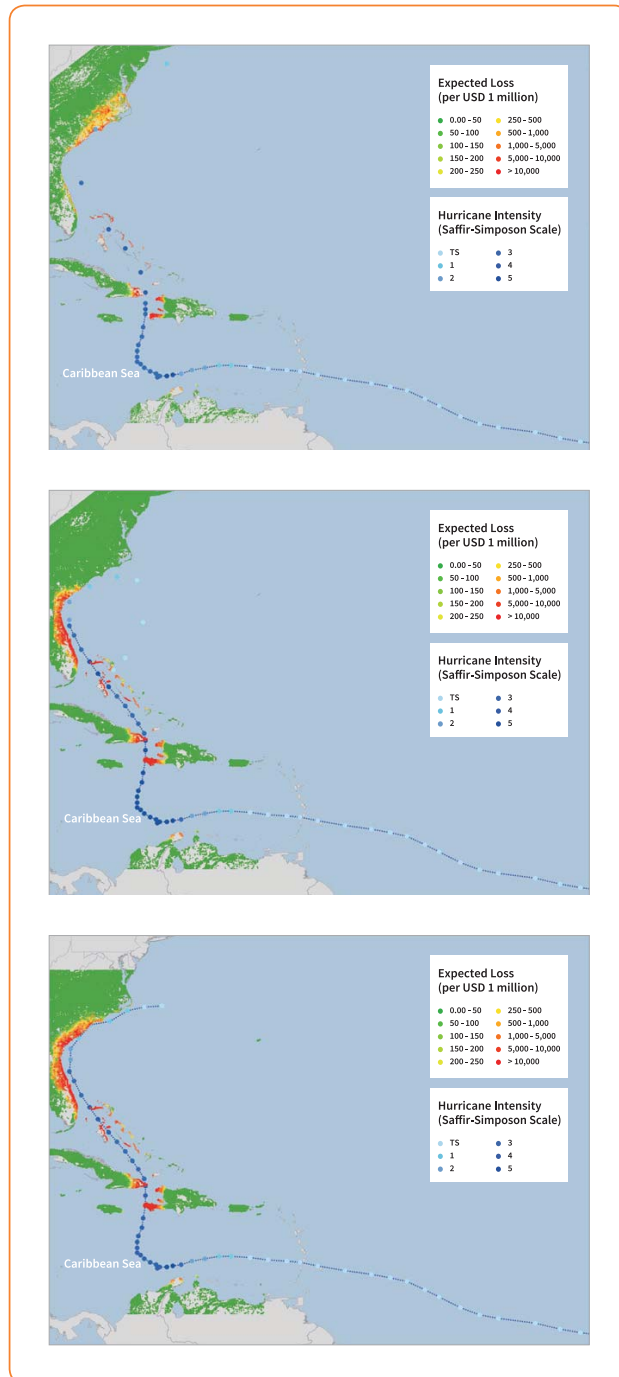 Expected Loss
(per USD 1 million)
0.00 - 50
50 - 100
100 - 150
150 - 200
200 - 250
250 - 500
500 - 1,000
1,000 - 5,000
5,000 - 10,000
> 10,000
Hurricane Intensity
(Saffir-Simposon Scale)
TS
1
2
3
4
5
Caribbean Sea
Expected Loss
(per USD 1 million)
0.00 - 50
50 - 100
100 - 150
150 - 200
200 - 250
250 - 500
500 - 1,000
1,000 - 5,000
5,000 - 10,000
> 10,000
Hurricane Intensity
(Saffir-Simposon Scale)
TS
1
2
3
4
5
Caribbean Sea
Expected Loss
(per USD 1 million)
0.00 - 50
50 - 100
100 - 150
150 - 200
200 - 250
250 - 500
500 - 1,000
1,000 - 5,000
5,000 - 10,000
> 10,000
Hurricane Intensity
(Saffir-Simposon Scale)
TS
1
2
3
4
5
Caribbean Sea